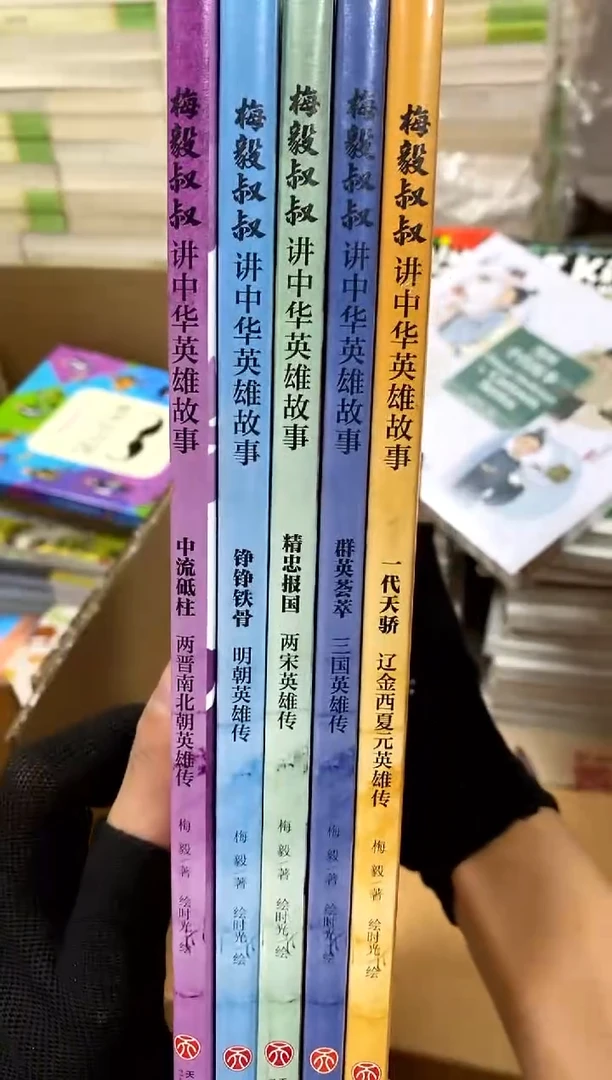 梅毅叔叔讲中华英雄故事
中流砥柱 两晋南北朝英雄传
梅毅/著
绘时光/绘
天
梅毅叔叔讲中华英雄故事
铮铮铁骨 明朝英雄传
梅毅/著
绘时光/绘
梅毅叔叔讲中华英雄故事
精忠报国 两宋英雄传
梅毅/著
绘时光/绘
梅毅叔叔讲中华英雄故事
群英荟萃 三国英雄传
梅毅/著
绘时光/绘
梅毅叔叔讲中华英雄故事
一代天骄 辽金西夏元英雄传
梅毅/著
绘时光/绘